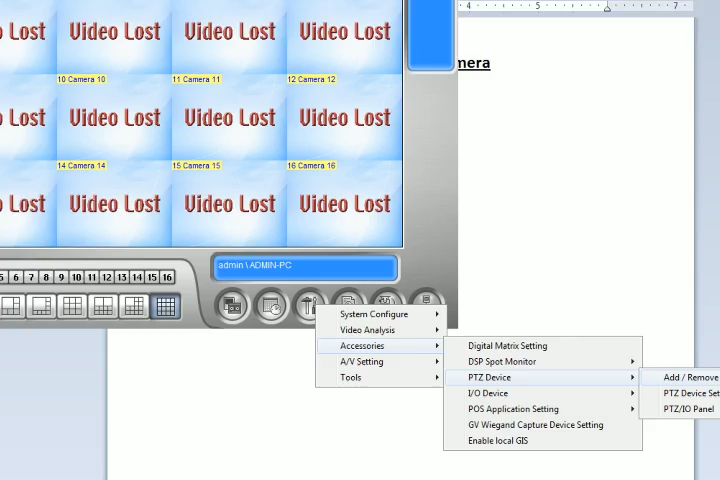 4 5 7
o Lost Video Lost Video Lost Video Lost
mera
10 Camera 10 11 Camera 11 12 Camera 12
o Lost Video Lost Video Lost Video Lost
14 Camera 14 15 Camera 15 16 Camera 16
o Lost Video Lost Video Lost Video Lost
admin \ ADMIN-PC
5 6 7 8 9 10 11 12 13 14 15 16
System Configure
Video Analysis
Accessories
A/V Setting
Tools
Digital Matrix Setting
DSP Spot Monitor
PTZ Device
I/O Device
POS Application Setting
GV Wiegand Capture Device Setting
Enable local GIS
Add / Remove
PTZ Device Set
PTZ/IO Panel